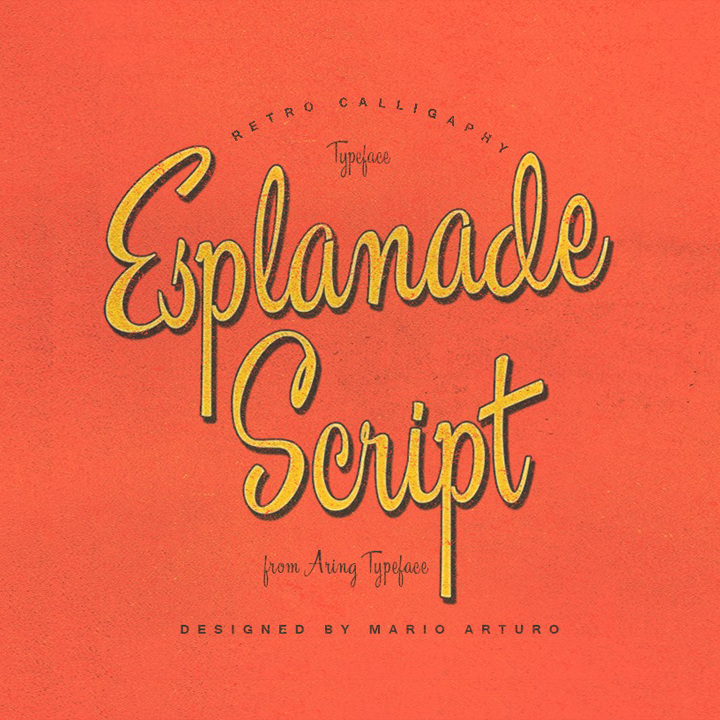 RETRO CALLIGAPHY
Typeface
Esplanade
Script
from Aring Typeface
DESIGNED BY MARIO ARTURO